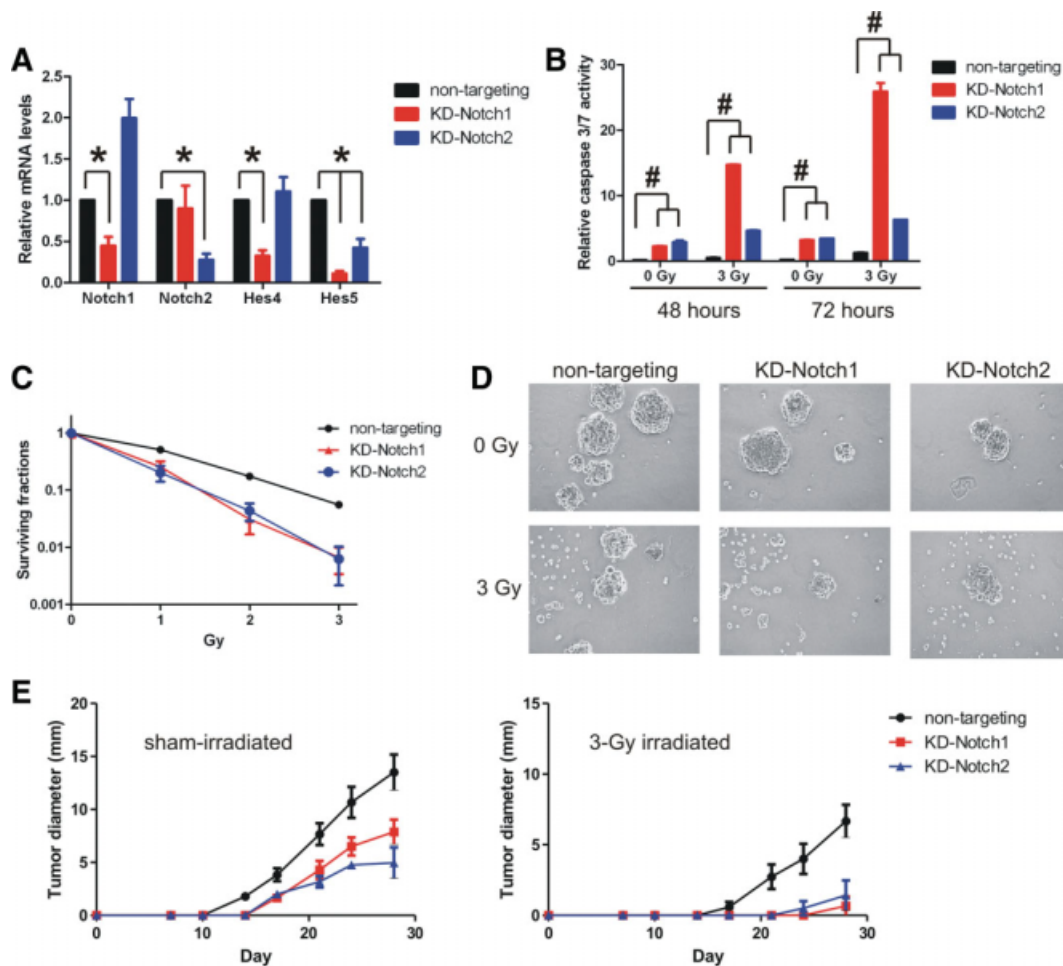 A
non-targeting
KD-Notch1
KD-Notch2
Relative mRNA levels
2.5
2.0
1.5
1.0
0.5
0.0
* * * *
Notch1 Notch2 Hes4 Hes5
B
non-targeting
KD-Notch1
KD-Notch2
Relative caspase 3/7 activity
30
20
10
0
# # # #
0 Gy 3 Gy 0 Gy 3 Gy
48 hours 72 hours
C
non-targeting
KD-Notch1
KD-Notch2
Surviving fractions
1
0.1
0.01
0.001
0 1 2 3
Gy
D
non-targeting KD-Notch1 KD-Notch2
0 Gy
3 Gy
E
sham-irradiated
Tumor diameter (mm)
20
15
10
5
0
0 10 20 30
Day
3-Gy irradiated
Tumor diameter (mm)
15
10
5
0
0 10 20 30
Day
non-targeting
KD-Notch1
KD-Notch2